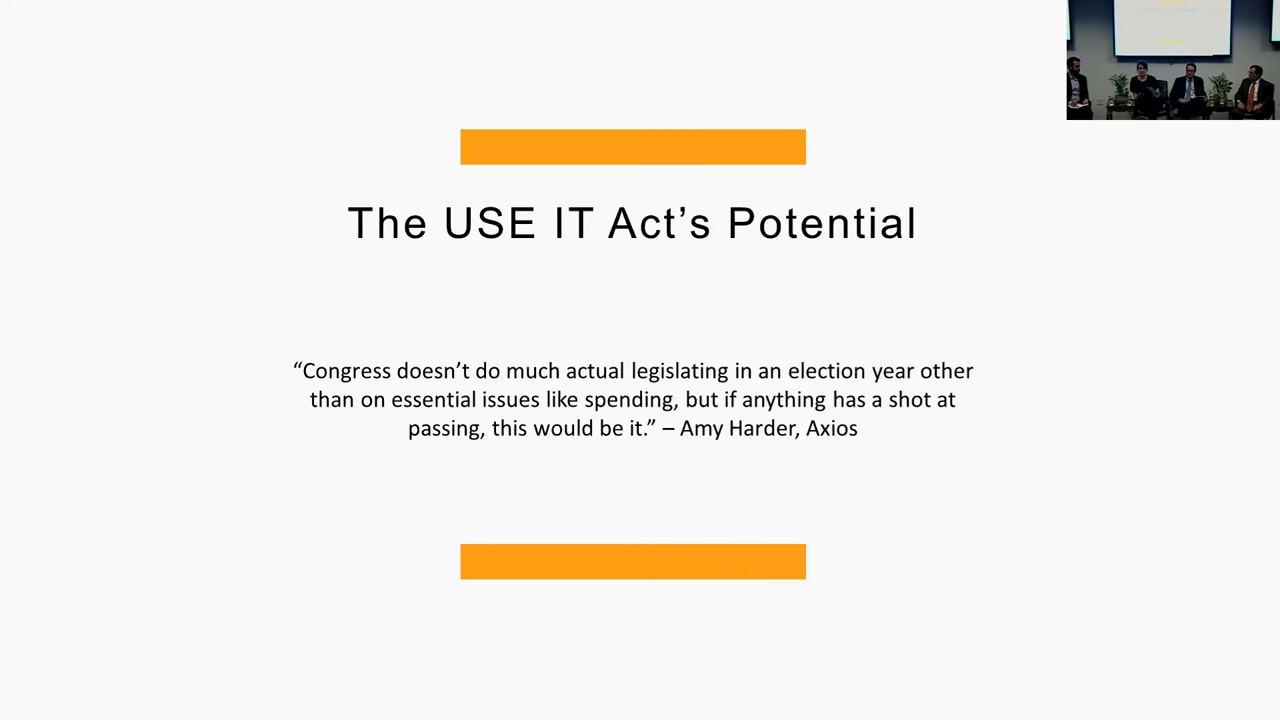 The USE IT Act’s Potential
“Congress doesn’t do much actual legislating in an election year other
than on essential issues like spending, but if anything has a shot at
passing, this would be it.” – Amy Harder, Axios